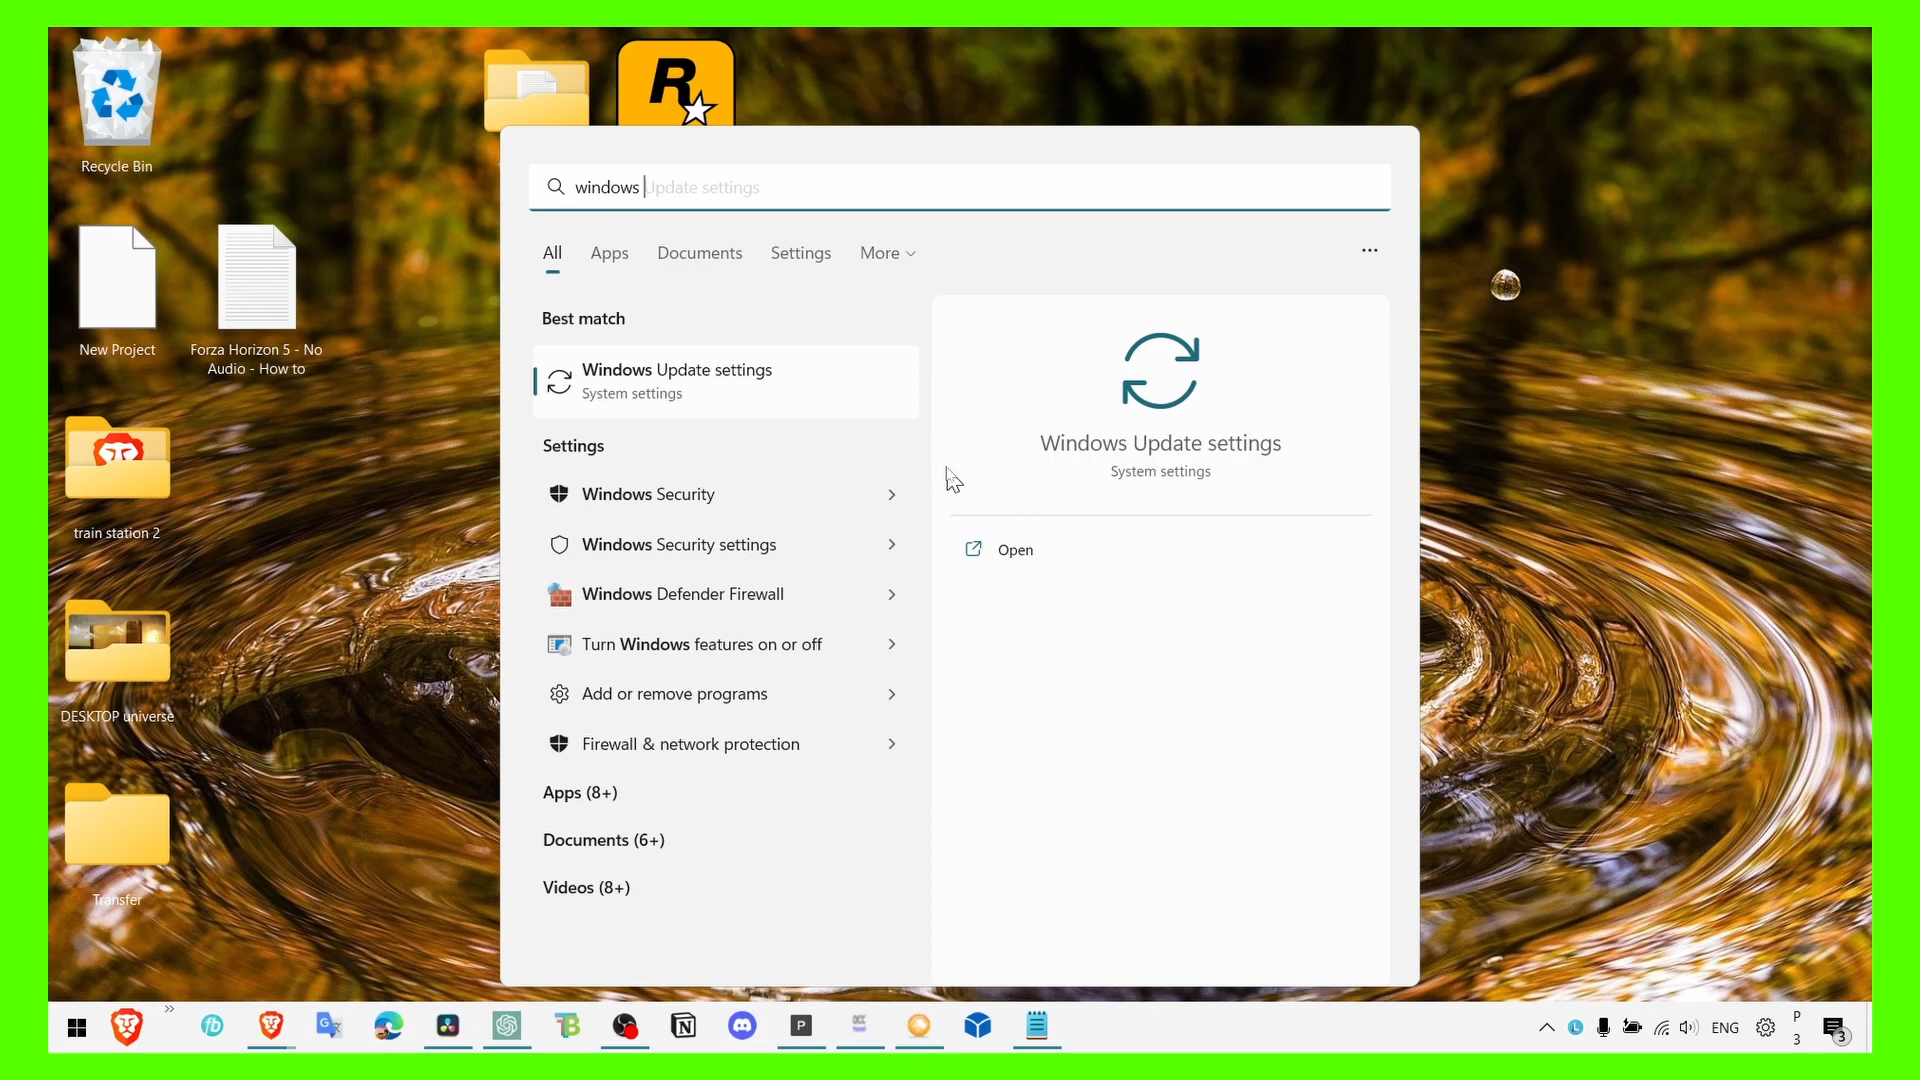 Recycle Bin
New Project
Forza Horizon 5 - No
Audio - How to
train station 2
DESKTOP universe
Transfer
R
windows Update settings
All Apps Documents Settings More
Best match
Windows Update settings
System settings
Settings
Windows Security
Windows Security settings
Windows Defender Firewall
Turn Windows features on or off
Add or remove programs
Firewall & network protection
Apps (8+)
Documents (6+)
Videos (8+)
Windows Update settings
System settings
Open
ENG
P
3
3